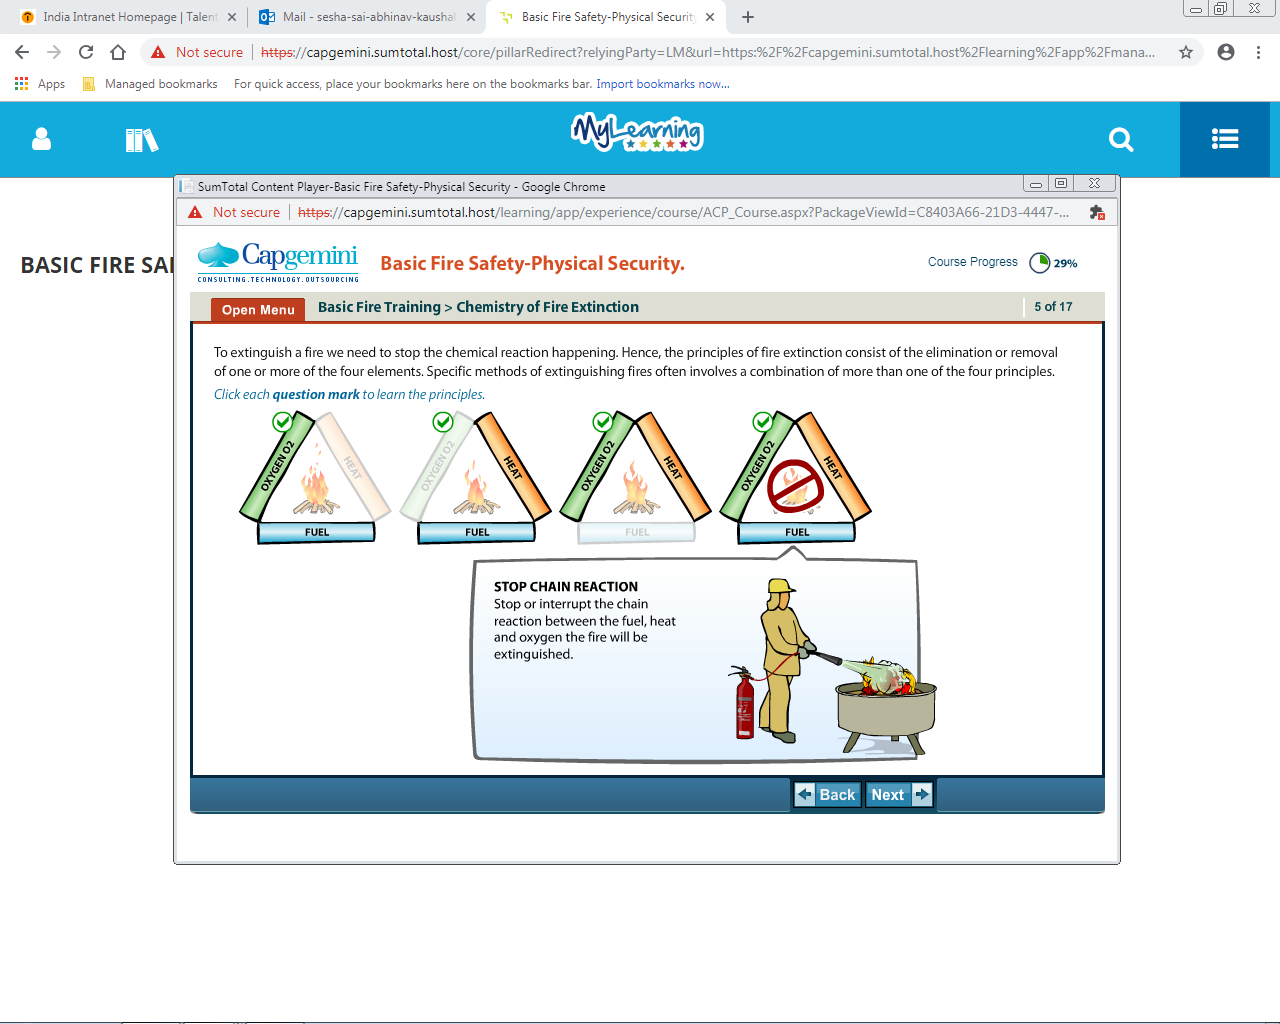 India Intranet Homepage | Talent
Mail - sesha-sai-abhinav-kaushal
Basic Fire Safety-Physical Security
Not secure
https://capgemini.sumtotal.host/core/pillarRedirect?relyingParty=LM&url=https:%2F%2Fcapgemini.sumtotal.host%2Flearning%2Fapp%2Fmana...
Apps
Managed bookmarks
For quick access, place your bookmarks here on the bookmarks bar. Import bookmarks now...
MyLearning
SumTotal Content Player-Basic Fire Safety-Physical Security - Google Chrome
Not secure
https://capgemini.sumtotal.host/learning/app/experience/course/ACP_Course.aspx?PackageViewId=C8403A66-21D3-4447-...
BASIC FIRE SA
Capgemini
CONSULTING.TECHNOLOGY.OUTSOURCING
Basic Fire Safety-Physical Security.
Course Progress
29%
Open Menu
Basic Fire Training > Chemistry of Fire Extinction
5 of 17
To extinguish a fire we need to stop the chemical reaction happening. Hence, the principles of fire extinction consist of the elimination or removal
of one or more of the four elements. Specific methods of extinguishing fires often involves a combination of more than one of the four principles.
Click each question mark to learn the principles.
OXYGEN O2
HEAT
FUEL
OXYGEN O2
HEAT
FUEL
OXYGEN O2
HEAT
FUEL
OXYGEN O2
HEAT
FUEL
STOP CHAIN REACTION
Stop or interrupt the chain
reaction between the fuel, heat
and oxygen the fire will be
extinguished.
Back
Next